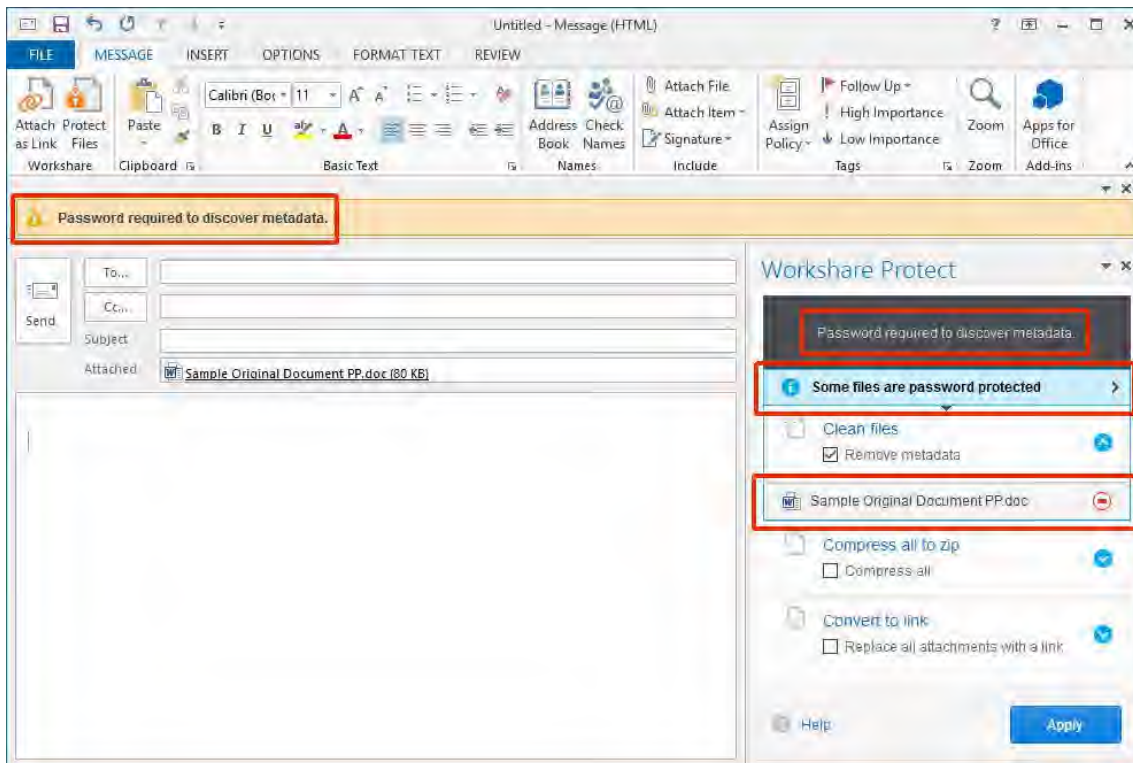 Untitled - Message (HTML)
FILE MESSAGE INSERT OPTIONS FORMAT TEXT REVIEW
Attach as Link
Protect Files
Workshare
Paste
Clipboard
Calibri (Boc 11
B I U A
Basic Text
Address Book
Check Names
Names
Attach File
Attach Item
Signature
Include
Assign Policy
Follow Up
High Importance
Low Importance
Tags
Zoom
Zoom
Apps for Office
Add-ins
Password required to discover metadata.
Send
To...
Cc...
Subject
Attached
Sample Original Document PP.doc (80 KB)
Workshare Protect
Password required to discover metadata.
Some files are password protected
Clean files
Remove metadata
Sample Original Document PP.doc
Compress all to zip
Compress all
Convert to link
Replace all attachments with a link
Help
Apply